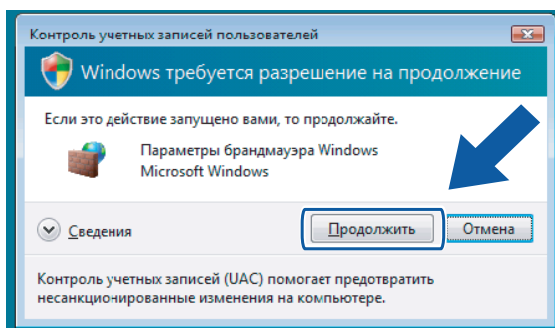 Контроль учетных записей пользователей
Windows требуется разрешение на продолжение
Если это действие запущено вами, то продолжайте.
Параметры брандмауэра Windows
Microsoft Windows
Сведения
Продолжить
Отмена
Контроль учетных записей (UAC) помогает предотвратить
несанкционированные изменения на компьютере.